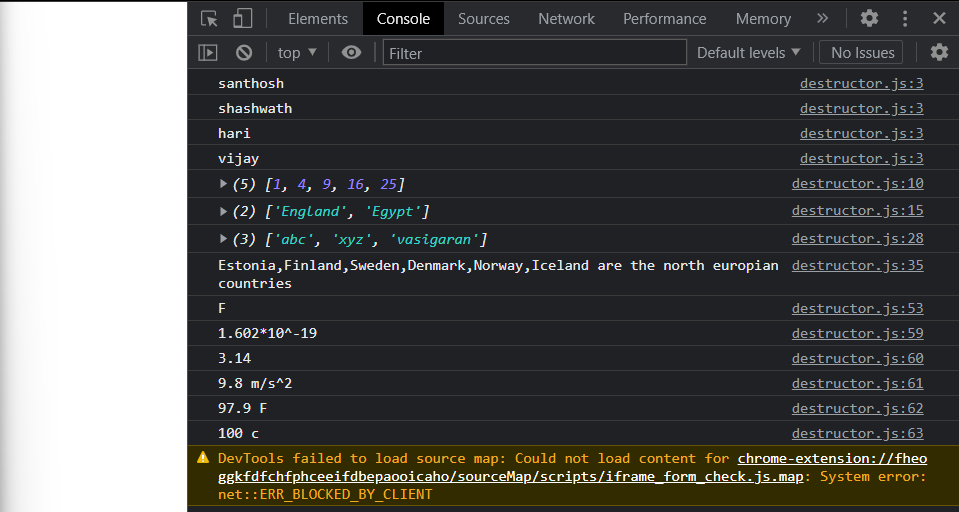 Elements Console Sources Network Performance Memory »
top ▼ Filter Default levels ▼ No Issues
santhosh destructor.js:3
shashwath destructor.js:3
hari destructor.js:3
vijay destructor.js:3
▶ (5) [1, 4, 9, 16, 25] destructor.js:10
▶ (2) ['England', 'Egypt'] destructor.js:15
▶ (3) ['abc', 'xyz', 'vasigaran'] destructor.js:28
Estonia,Finland,Sweden,Denmark,Norway,Iceland are the north europian destructor.js:35
countries
F destructor.js:53
1.602*10^-19 destructor.js:59
3.14 destructor.js:60
9.8 m/s^2 destructor.js:61
97.9 F destructor.js:62
100 c destructor.js:63
DevTools failed to load source map: Could not load content for chrome-extension://fheo
ggkfdfchfphceeifdbepaooicaho/sourceMap/scripts/iframe_form_check.js.map: System error:
net::ERR_BLOCKED_BY_CLIENT